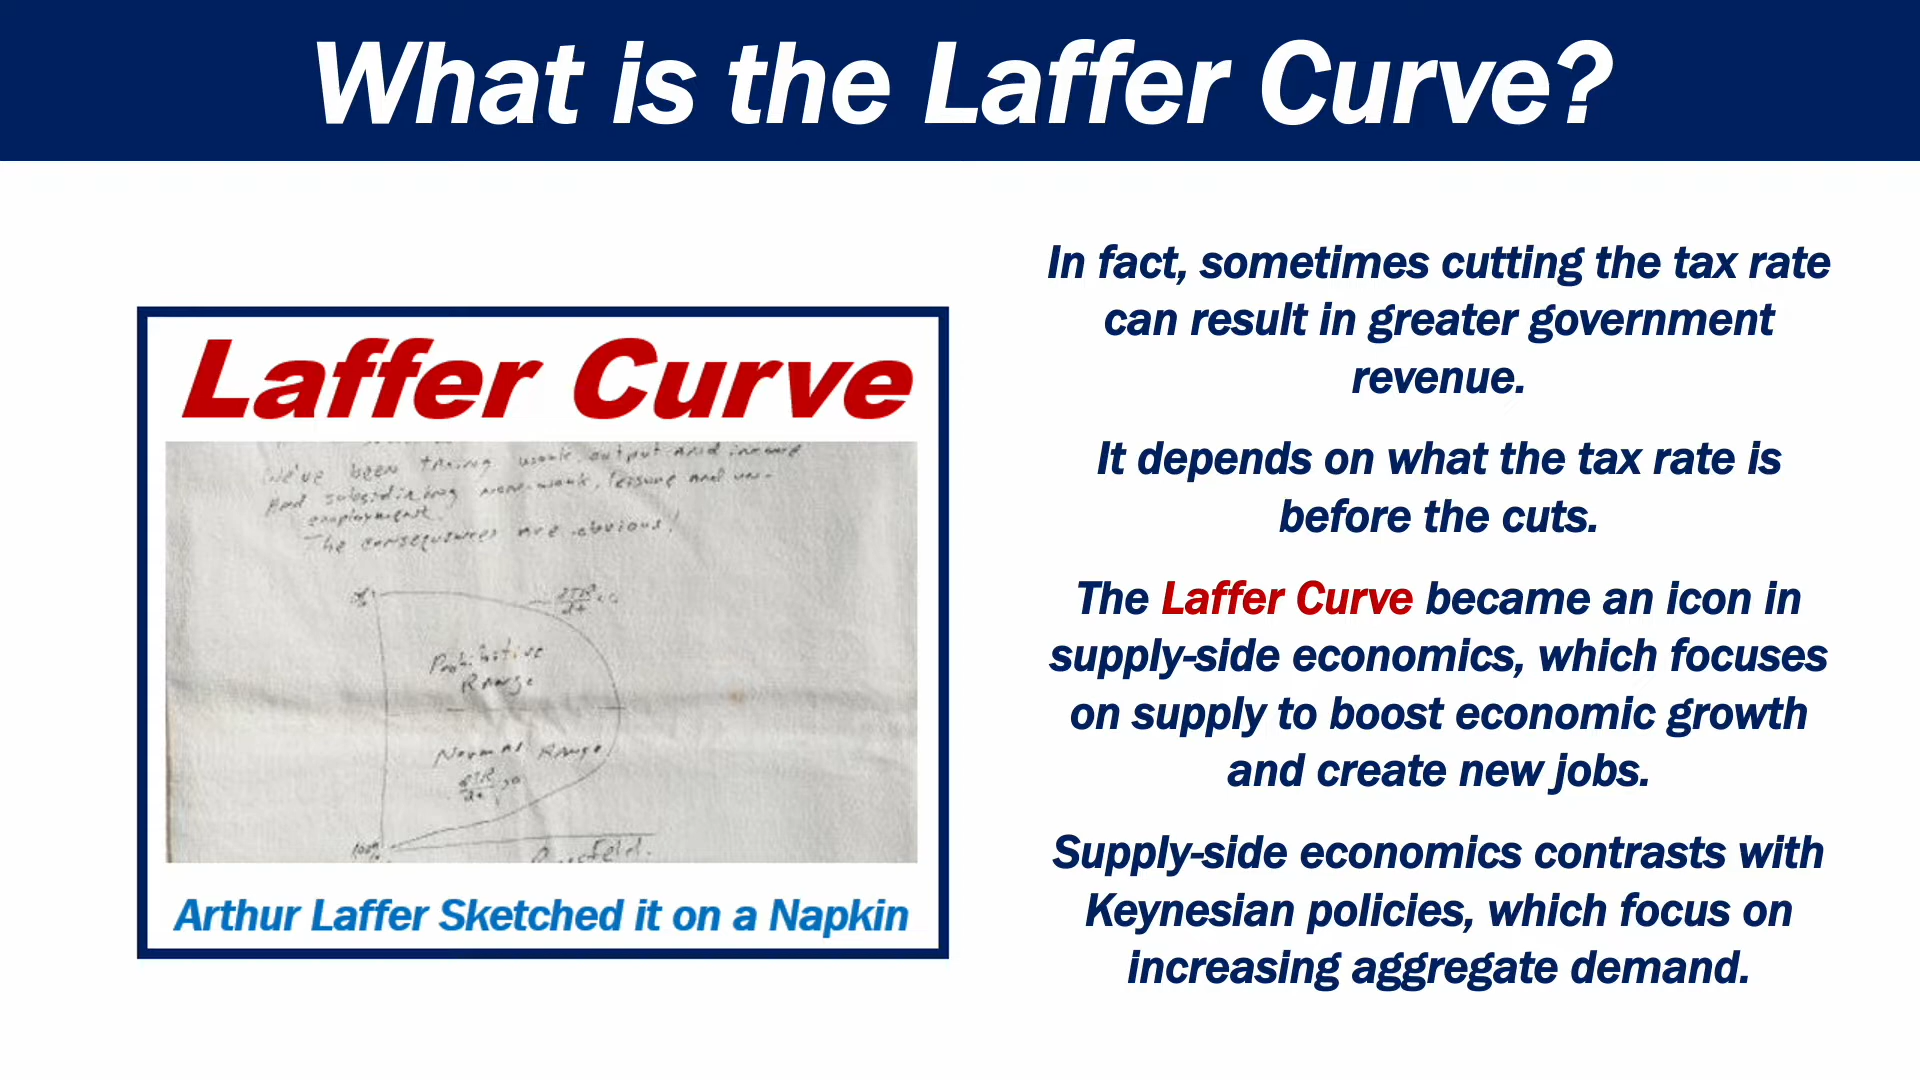 What is the Laffer Curve?
Laffer Curve
We've been taxing work, output and income
and subsidizing non-work, leisure and un-
employment.
The consequences are obvious!
Prohibitive
Range
Normal Range
100%
Arthur Laffer Sketched it on a Napkin
In fact, sometimes cutting the tax rate
can result in greater government
revenue.
It depends on what the tax rate is
before the cuts.
The Laffer Curve became an icon in
supply-side economics, which focuses
on supply to boost economic growth
and create new jobs.
Supply-side economics contrasts with
Keynesian policies, which focus on
increasing aggregate demand.